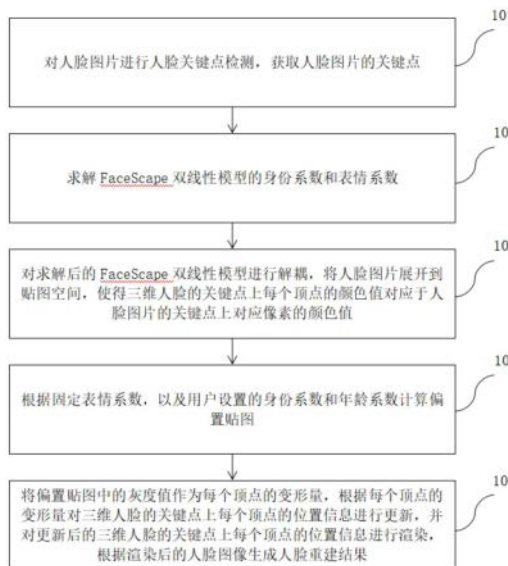 10
对人脸图片进行人脸关键点检测，获取人脸图片的关键点
10
求解 FaceScape 双线性模型的身份系数和表情系数
10
对求解后的 FaceScape 双线性模型进行解耦，将人脸图片展开到
贴图空间，使得三维人脸的关键点上每个顶点的颜色值对应于人
脸图片的关键点上对应像素的颜色值
10
根据固定表情系数，以及用户设置的身份系数和年龄系数计算偏
置贴图
10
将偏置贴图中的灰度值作为每个顶点的变形量，根据每个顶点的
变形量对三维人脸的关键点上每个顶点的位置信息进行更新，并
对更新后的三维人脸的关键点上每个顶点的位置信息进行渲染，
根据渲染后的人脸图像生成人脸重建结果